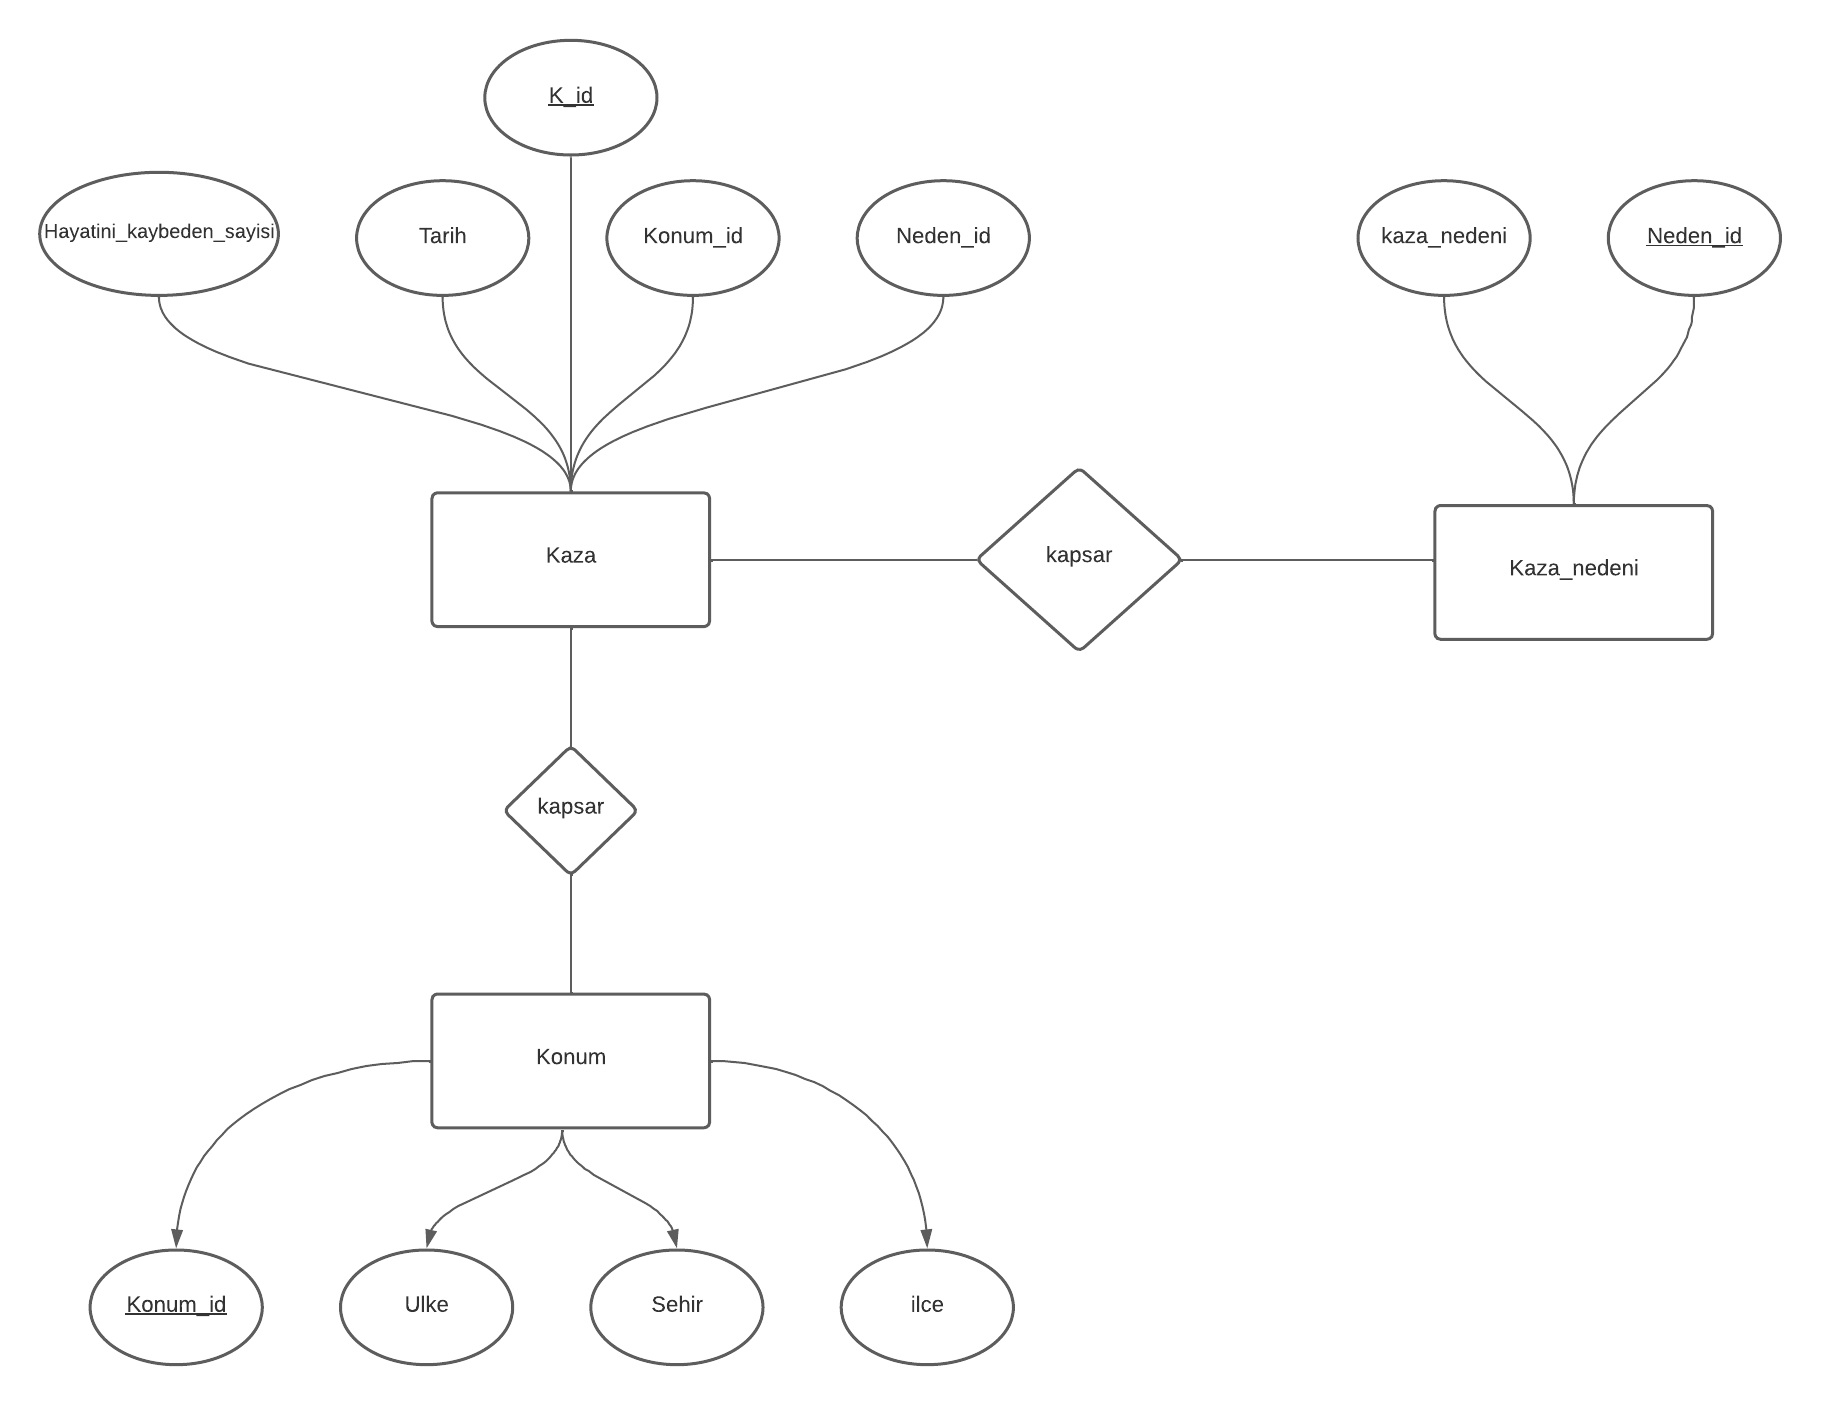 K_id
Hayatini_kaybeden_sayisi
Tarih
Konum_id
Neden_id
kaza_nedeni
Neden_id
Kaza
kapsar
Kaza_nedeni
kapsar
Konum
Konum_id
Ulke
Sehir
ilce